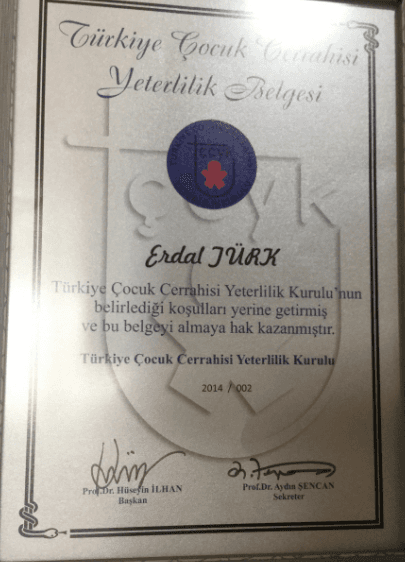 Türkiye Çocuk Cerrahisi
Yeterlilik Belgesi
ÇCYK
çcyk
Erdal TÜRK
Türkiye Çocuk Cerrahisi Yeterlilik Kurulu'nun
belirlediği koşulları yerine getirmiş
ve bu belgeyi almaya hak kazanmıştır.
Türkiye Çocuk Cerrahisi Yeterlilik Kurulu
2014 / 002
Prof.Dr. Hüseyin İLHAN
Başkan
Prof.Dr. Aydın ŞENCAN
Sekreter